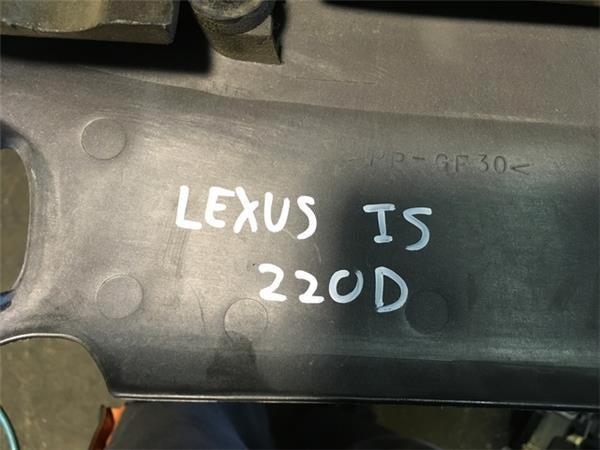 >PP-GF30<
LEXUS IS
220D